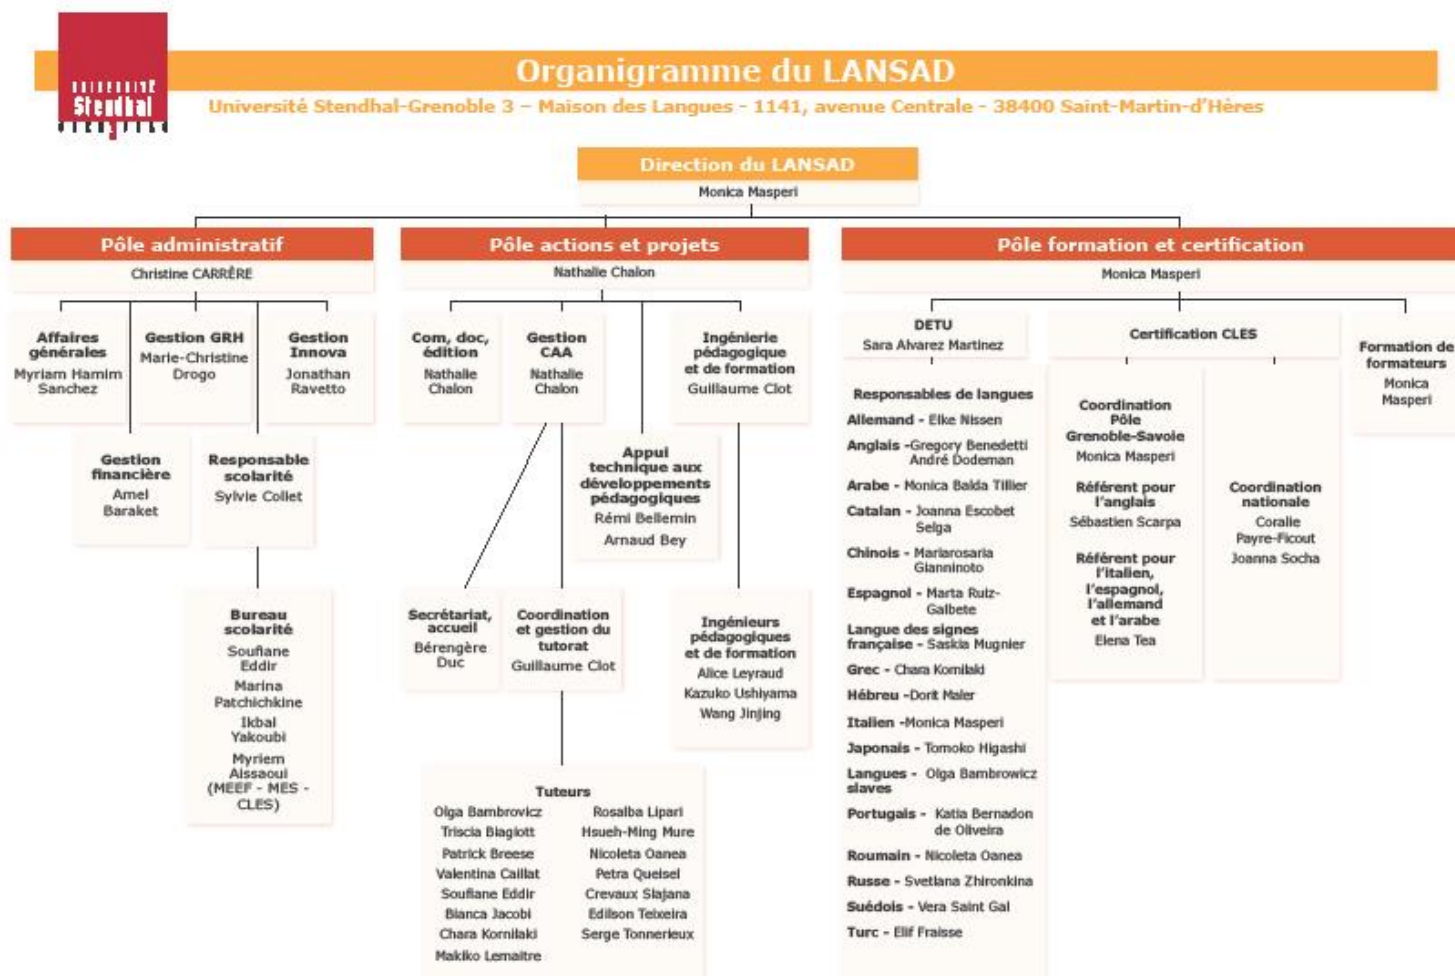 UNIVERSITÉ
Stendhal
GRENOBLE
Organigramme du LANSAD
Université Stendhal-Grenoble 3 – Maison des Langues - 1141, avenue Centrale - 38400 Saint-Martin-d'Hères
Direction du LANSAD
Monica Masperi
Pôle administratif
Christine CARRÊRE
Affaires
générales
Myriam Hamim
Sanchez
Gestion GRH
Marie-Christine
Drogo
Gestion
Innova
Jonathan
Ravetto
Gestion
financière
Amel
Baraket
Responsable
scolarité
Sylvie Collet
Bureau
scolarité
Soufiane
Eddir
Marina
Patchichkine
Ikbal
Yakoubi
Myriem
Aissaoui
(MEEF - MES -
CLES)
Pôle actions et projets
Nathalie Chalon
Com, doc,
édition
Nathalie
Chalon
Gestion
CAA
Nathalie
Chalon
Ingénierie
pédagogique
et de formation
Guillaume Clot
Appui
technique aux
développements
pédagogiques
Rémi Bellemin
Arnaud Bey
Secrétariat,
accueil
Bérengère
Duc
Coordination
et gestion du
tutorat
Guillaume Clot
Ingénieurs
pédagogiques
et de formation
Alice Leyraud
Kazuko Ushiyama
Wang Jinjing
Tuteurs
Olga Bambrovicz
Triscia Biagiott
Patrick Breese
Valentina Caillat
Soufiane Eddir
Bianca Jacobi
Chara Kornilaki
Makiko Lemaitre
Rosalba Lipari
Hsueh-Ming Mure
Nicoleta Oanea
Petra Queisel
Crevaux Slajana
Edilson Teixeira
Serge Tonnerieux
Pôle formation et certification
Monica Masperi
DETU
Sara Alvarez Martinez
Responsables de langues
Allemand - Elke Nissen
Anglais -Gregory Benedetti
André Dodeman
Arabe - Monica Balda Tillier
Catalan - Joanna Escobet
Selga
Chinois - Mariarosaria
Gianninoto
Espagnol - Marta Ruiz-
Galbete
Langue des signes
française - Saskia Mugnier
Grec - Chara Kornilaki
Hébreu -Dorit Maler
Italien -Monica Masperi
Japonais - Tomoko Higashi
Langues - Olga Bambrowicz
slaves
Portugais - Katia Bernadon
de Oliveira
Roumain - Nicoleta Oanea
Russe - Svetlana Zhironkina
Suédois - Vera Saint Gal
Turc - Elif Fraisse
Certification CLES
Coordination
Pôle
Grenoble-Savoie
Monica Masperi
Référent pour
l'anglais
Sébastien Scarpa
Référent pour
l'italien,
l'espagnol,
l'allemand
et l'arabe
Elena Tea
Coordination
nationale
Coralie
Payre-Ficout
Joanna Socha
Formation de
formateurs
Monica
Masperi